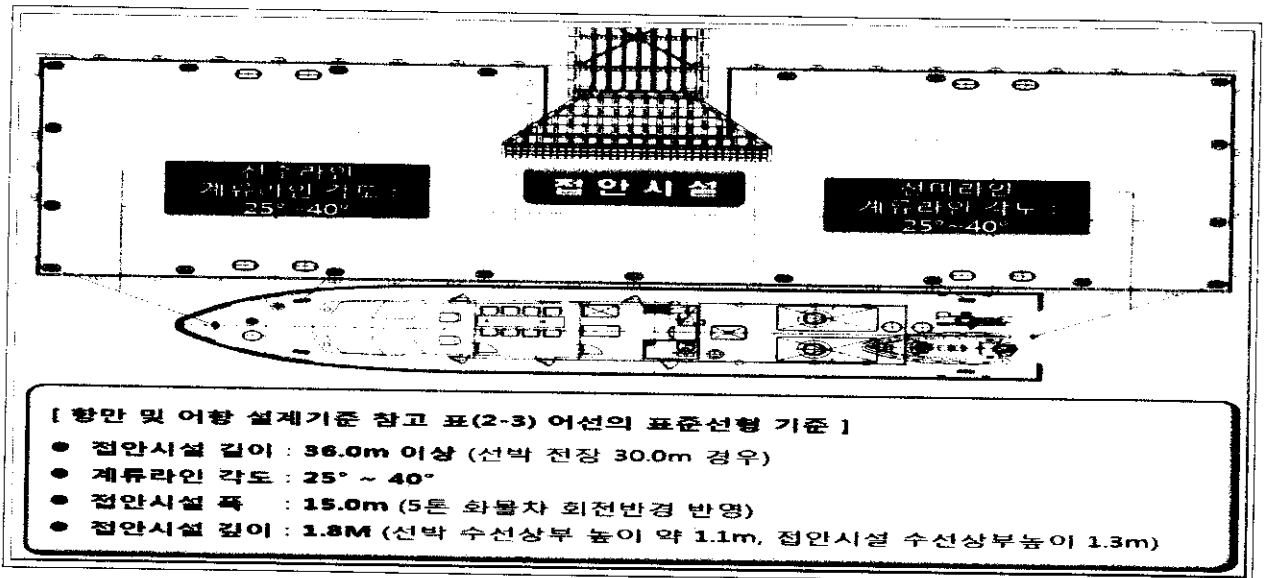 선수라인
계류라인 각도 :
25° ~40°
접안시설
선미라인
계류라인 각도 :
25°~40°
[ 항만 및 어항 설계기준 참고 표(2-3) 어선의 표준선형 기준 ]
● 접안시설 길이 : 36.0m 이상 (선박 전장 30.0m 경우)
● 계류라인 각도 : 25° ~ 40°
● 접안시설 폭 : 15.0m (5톤 화물차 회전반경 반영)
● 접안시설 깊이 : 1.8M (선박 수선상부 높이 약 1.1m, 접안시설 수선상부높이 1.3m)